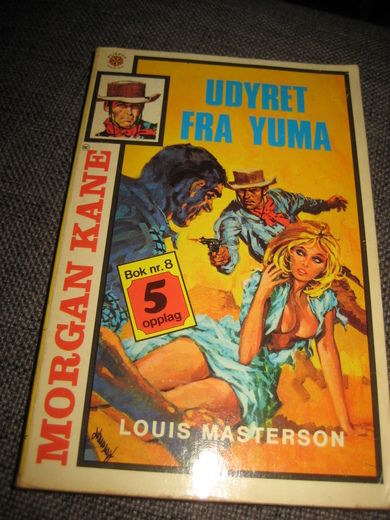 UDYRET
FRA YUMA
MORGAN KANE
Bok nr. 8
5
opplag
LOUIS MASTERSON